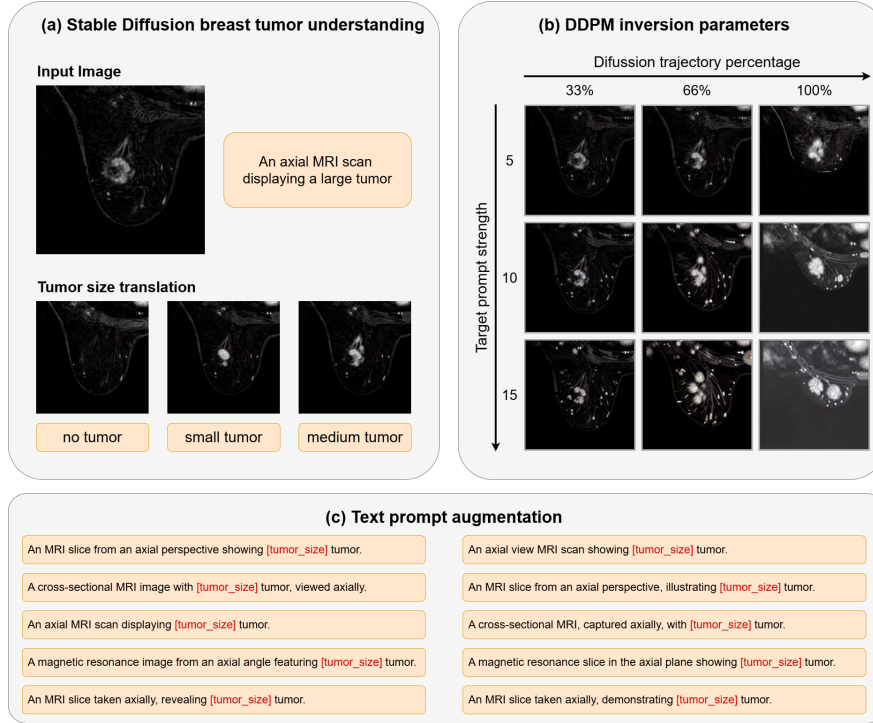 (a) Stable Diffusion breast tumor understanding
Input Image
An axial MRI scan
displaying a large tumor
Tumor size translation
no tumor
small tumor
medium tumor
(b) DDPM inversion parameters
Difussion trajectory percentage
33%
66%
100%
Target prompt strength
5
10
15
(c) Text prompt augmentation
An MRI slice from an axial perspective showing [tumor_size] tumor.
A cross-sectional MRI image with [tumor_size] tumor, viewed axially.
An axial MRI scan displaying [tumor_size] tumor.
A magnetic resonance image from an axial angle featuring [tumor_size] tumor.
An MRI slice taken axially, revealing [tumor_size] tumor.
An axial view MRI scan showing [tumor_size] tumor.
An MRI slice from an axial perspective, illustrating [tumor_size] tumor.
A cross-sectional MRI, captured axially, with [tumor_size] tumor.
A magnetic resonance slice in the axial plane showing [tumor_size] tumor.
An MRI slice taken axially, demonstrating [tumor_size] tumor.